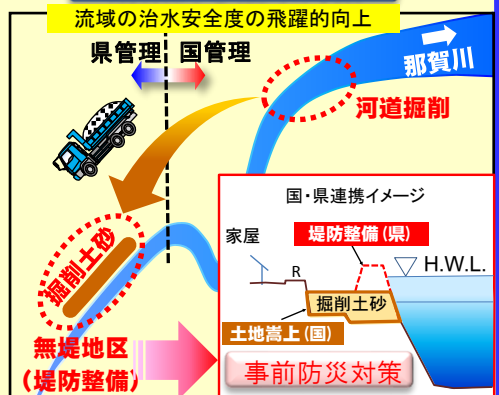 流域の治水安全度の飛躍的向上
県管理 国管理
那賀川
河道掘削
掘削土砂
無堤地区
(堤防整備)
国・県連携イメージ
家屋
堤防整備(県)
H.W.L.
R
掘削土砂
土地嵩上(国)
事前防災対策